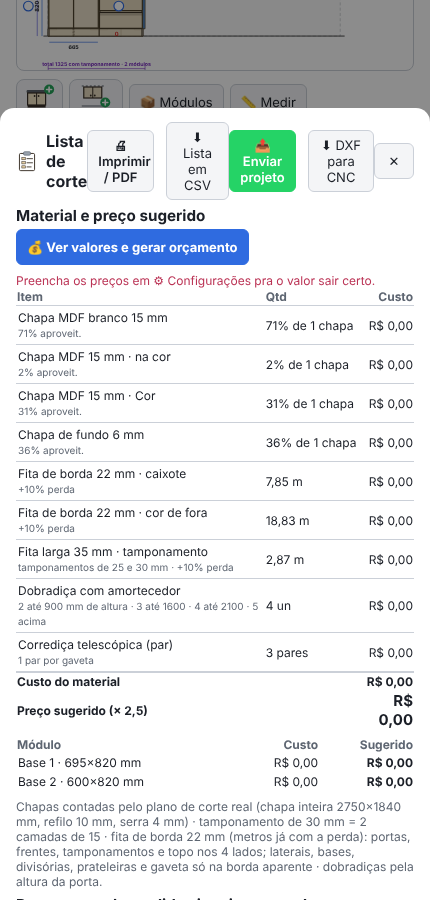 820
665
total 1325 com tamponamento · 2 módulos
📦 Módulos
📏 Medir
Lista de corte
🖨 Imprimir / PDF
⬇ Lista em CSV
📤 Enviar projeto
⬇ DXF para CNC
✕
Material e preço sugerido
💰 Ver valores e gerar orçamento
Preencha os preços em ⚙ Configurações pra o valor sair certo.
Item Qtd Custo
Chapa MDF branco 15 mm
71% aproveit.
71% de 1 chapa R$ 0,00
Chapa MDF 15 mm · na cor
2% aproveit.
2% de 1 chapa R$ 0,00
Chapa MDF 15 mm · Cor
31% aproveit.
31% de 1 chapa R$ 0,00
Chapa de fundo 6 mm
36% aproveit.
36% de 1 chapa R$ 0,00
Fita de borda 22 mm · caixote
+10% perda
7,85 m R$ 0,00
Fita de borda 22 mm · cor de fora
+10% perda
18,83 m R$ 0,00
Fita larga 35 mm · tamponamento
tamponamentos de 25 e 30 mm · +10% perda
2,87 m R$ 0,00
Dobradiça com amortecedor
2 até 900 mm de altura · 3 até 1600 · 4 até 2100 · 5
acima
4 un R$ 0,00
Corrediça telescópica (par)
1 par por gaveta
3 pares R$ 0,00
Custo do material R$ 0,00
Preço sugerido (× 2,5) R$ 0,00
Módulo Custo Sugerido
Base 1 · 695×820 mm R$ 0,00 R$ 0,00
Base 2 · 600×820 mm R$ 0,00 R$ 0,00
Chapas contadas pelo plano de corte real (chapa inteira 2750×1840
mm, refilo 10 mm, serra 4 mm) · tamponamento de 30 mm = 2
camadas de 15 · fita de borda 22 mm (metros já com a perda): portas,
frentes, tamponamentos e topo nos 4 lados; laterais, bases,
divisórias, prateleiras e gaveta só na borda aparente · dobradiças pela
altura da porta.